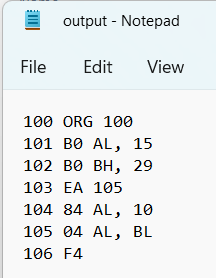 output - Notepad
File Edit View
100 ORG 100
101 B0 AL, 15
102 B0 BH, 29
103 EA 105
104 84 AL, 10
105 04 AL, BL
106 F4